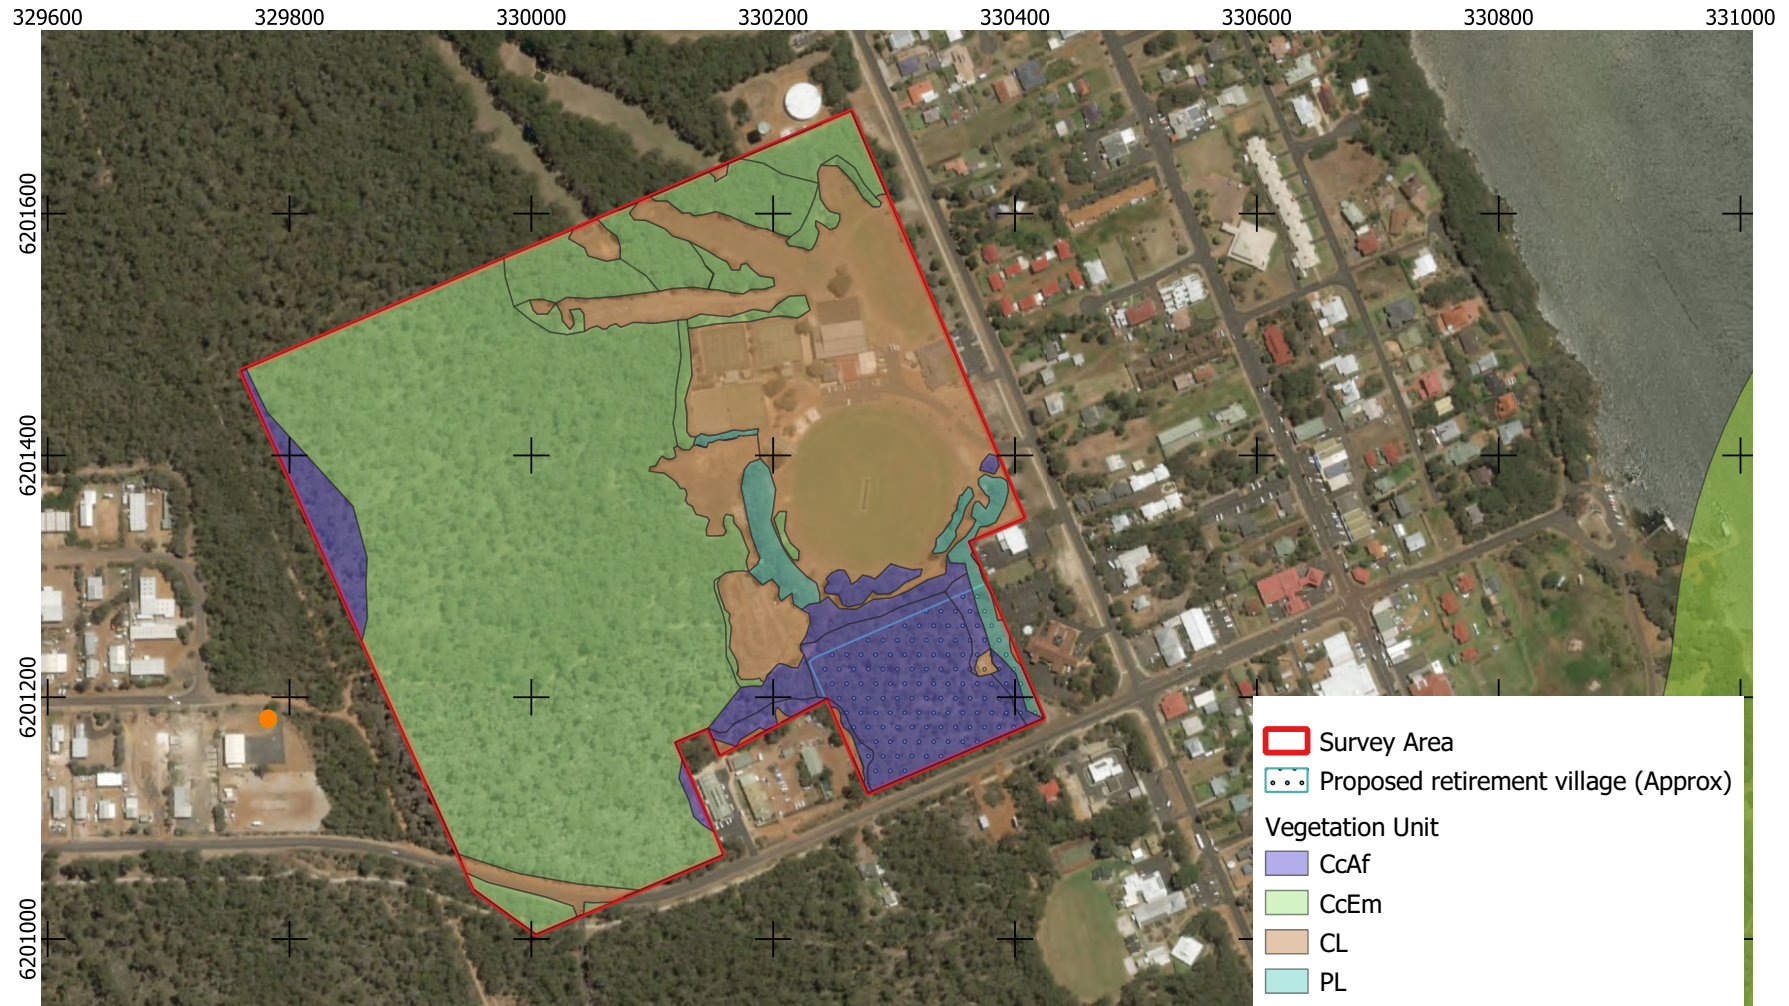 329600 329800 330000 330200 330400 330600 330800 331000
6201600
6201400
6201200
6201000
Survey Area
Proposed retirement village (Approx)
Vegetation Unit
CcAf
CcEm
CL
PL